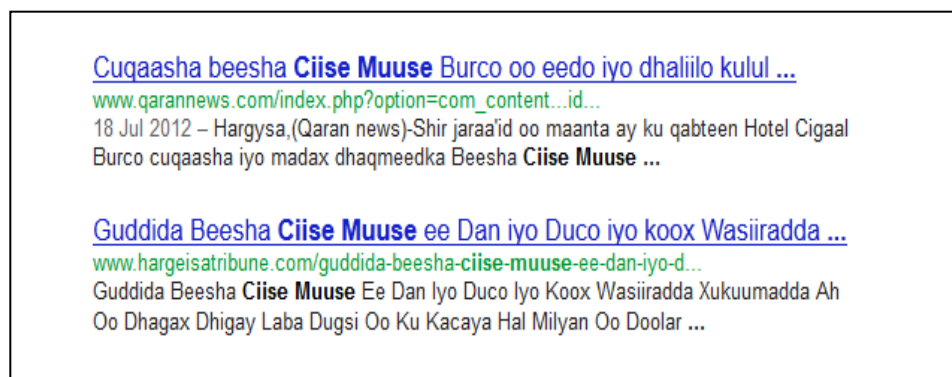 Cuqaasha beesha Ciise Muuse Burco oo eedo iyo dhaliilo kulul ...
www.qarannews.com/index.php?option=com_content...id...
18 Jul 2012 – Hargysa,(Qaran news)-Shir jaraa'id oo maanta ay ku qabteen Hotel Cigaal
Burco cuqaasha iyo madax dhaqmeedka Beesha Ciise Muuse ...
Guddida Beesha Ciise Muuse ee Dan iyo Duco iyo koox Wasiiradda ...
www.hargeisatribune.com/guddida-beesha-ciise-muuse-ee-dan-iyo-d...
Guddida Beesha Ciise Muuse Ee Dan Iyo Duco Iyo Koox Wasiiradda Xukuumadda Ah
Oo Dhagax Dhigay Laba Dugsi Oo Ku Kacaya Hal Milyan Oo Doolar ...